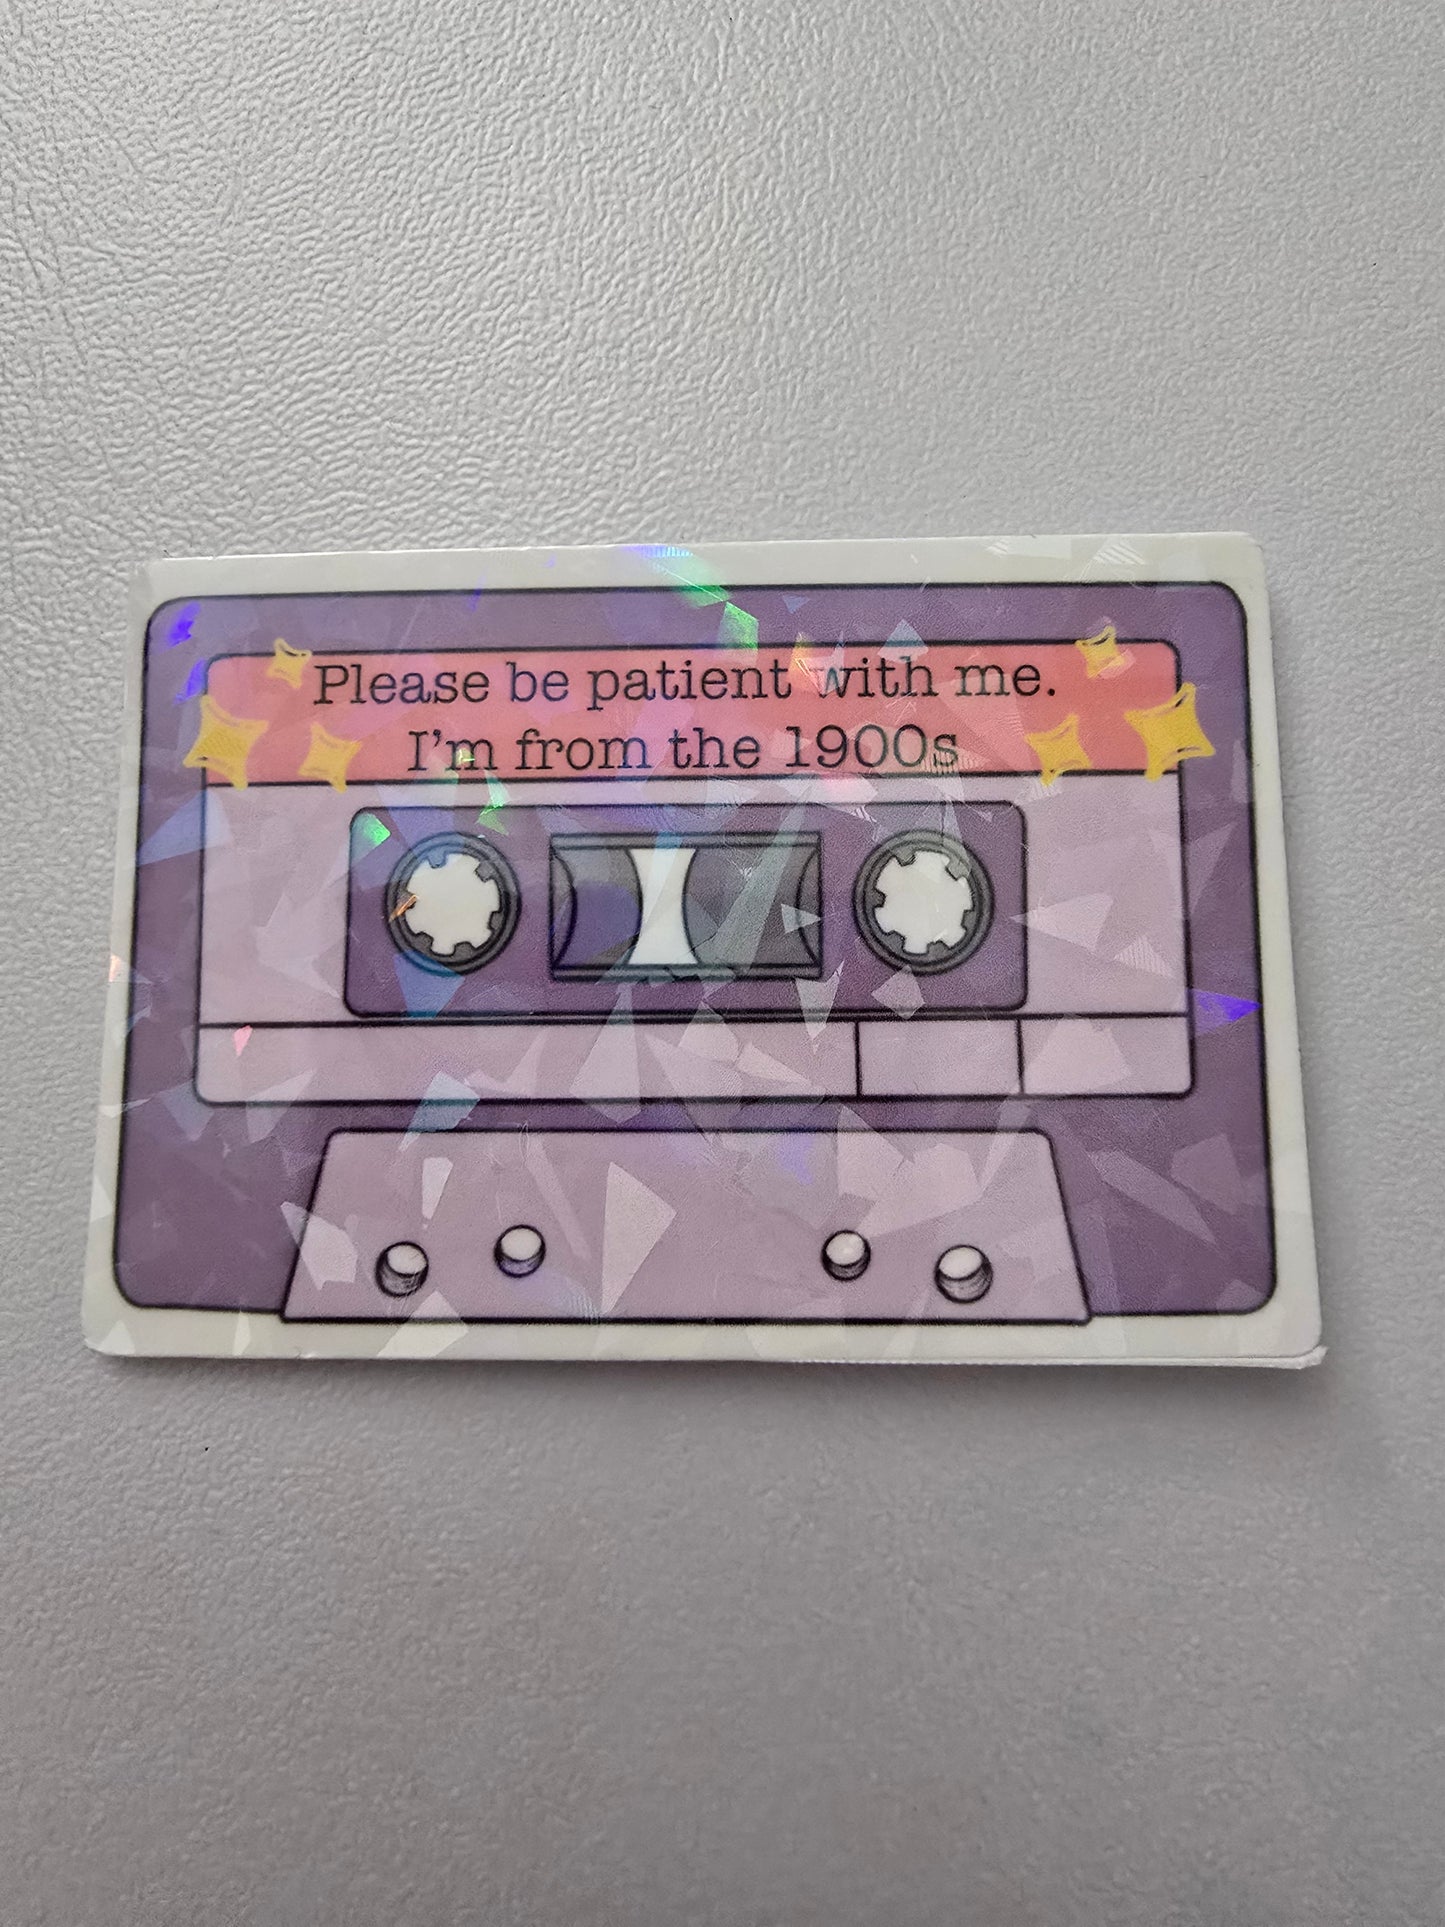 Please be patient with me.
I'm from the 1900s